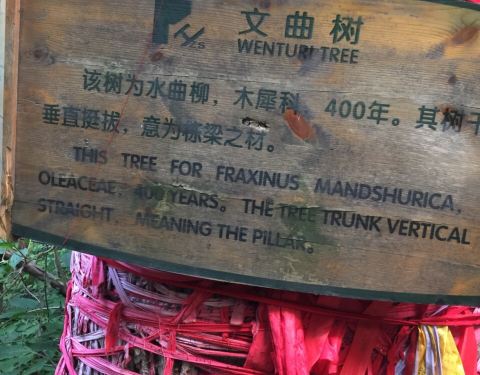 文曲树
WENTURI TREE
该树为水曲柳，木犀科，400年。其树干
垂直挺拔，意为栋梁之材。
THIS TREE FOR FRAXINUS MANDSHURICA,
OLEACEAE, 400 YEARS。 THE TREE TRUNK VERTICAL
STRAIGHT, MEANING THE PILLAR。